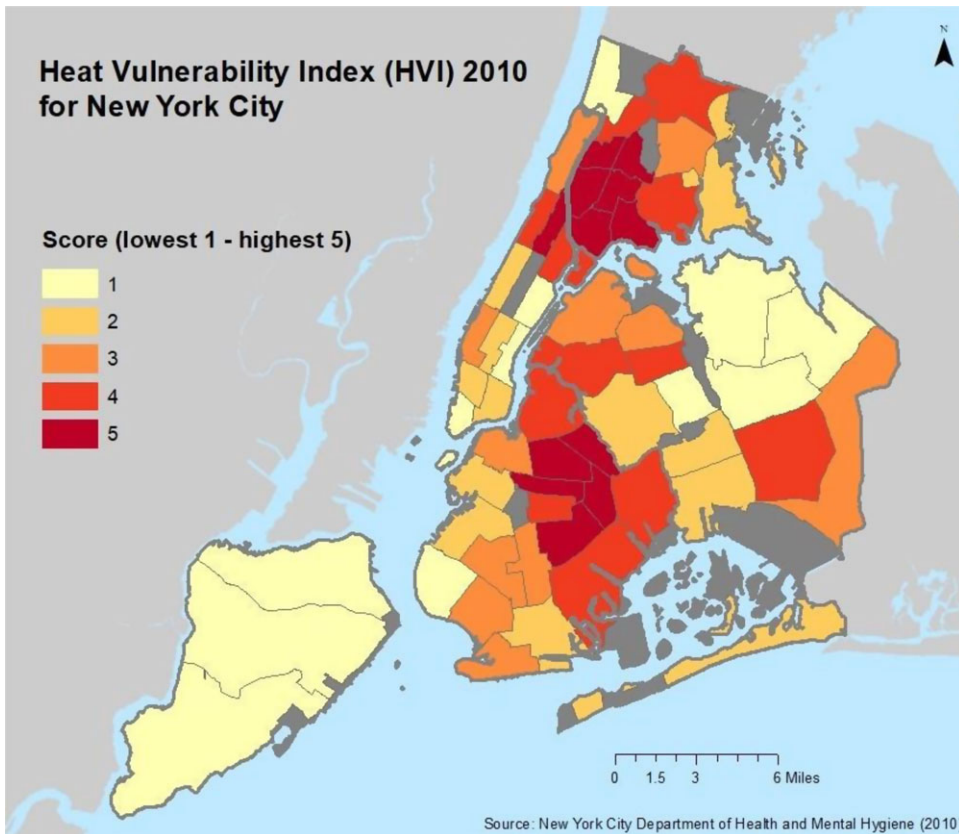 Heat Vulnerability Index (HVI) 2010
for New York City
N
Score (lowest 1 - highest 5)
1
2
3
4
5
0 1.5 3 6 Miles
Source: New York City Department of Health and Mental Hygiene (2010